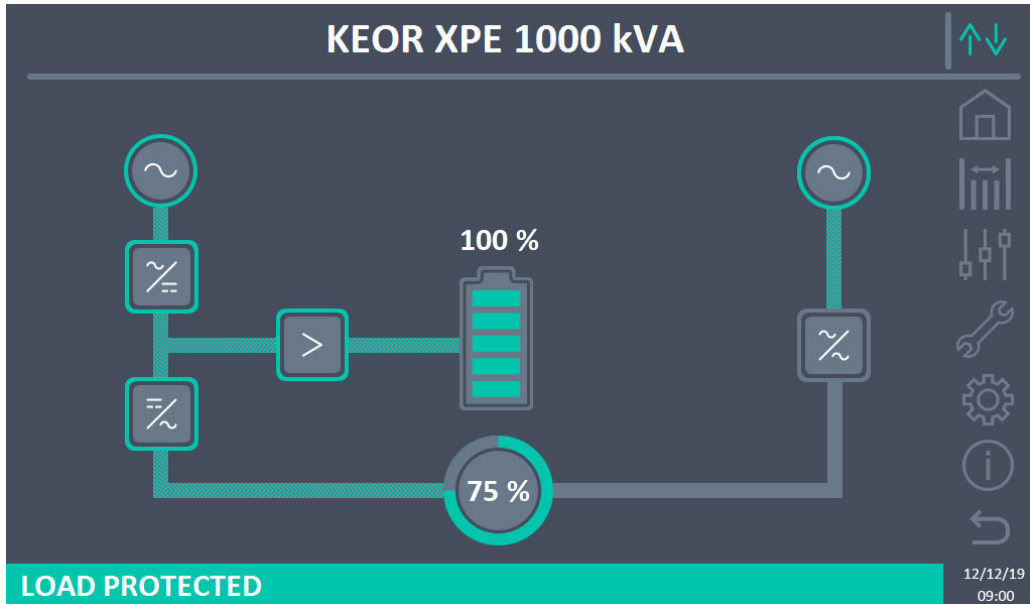 KEOR XPE 1000 kVA
100 %
>
75 %
LOAD PROTECTED
12/12/19
09:00